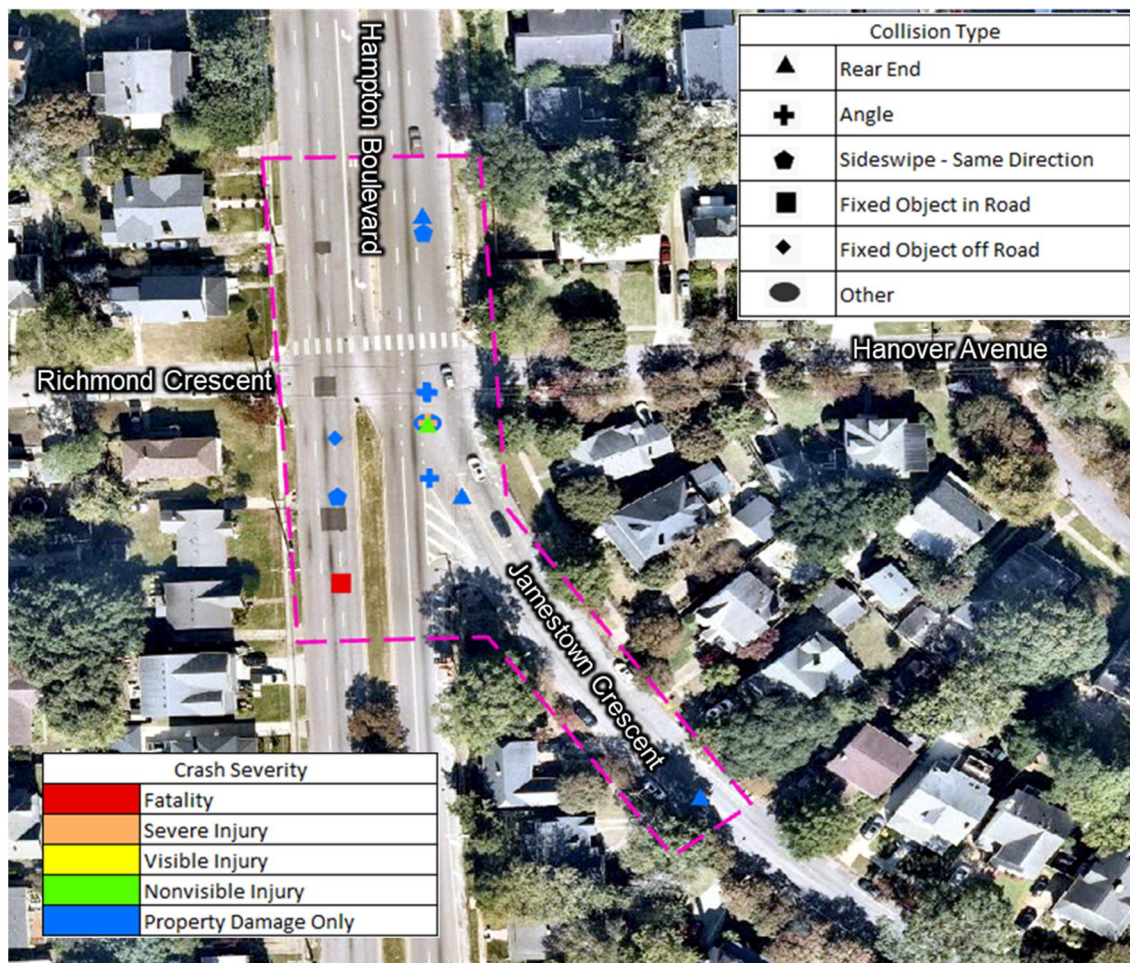 Hampton Boulevard
Collision Type
Rear End
Angle
Sideswipe - Same Direction
Fixed Object in Road
Fixed Object off Road
Other
Hanover Avenue
Richmond Crescent
Jamestown Crescent
Crash Severity
Fatality
Severe Injury
Visible Injury
Nonvisible Injury
Property Damage Only